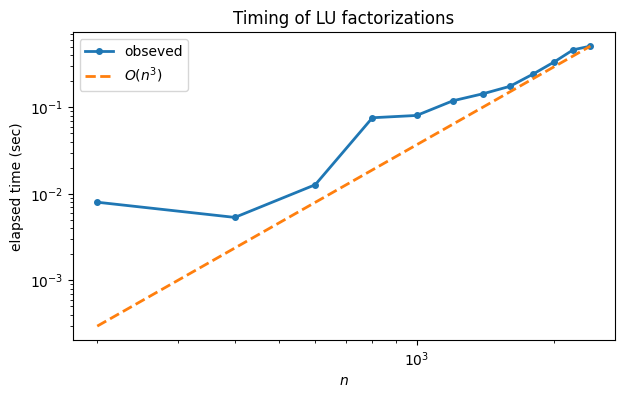 Timing of LU factorizations
obseved
O(n³)
elapsed time (sec)
10⁻¹
10⁻²
10⁻³
10³
n